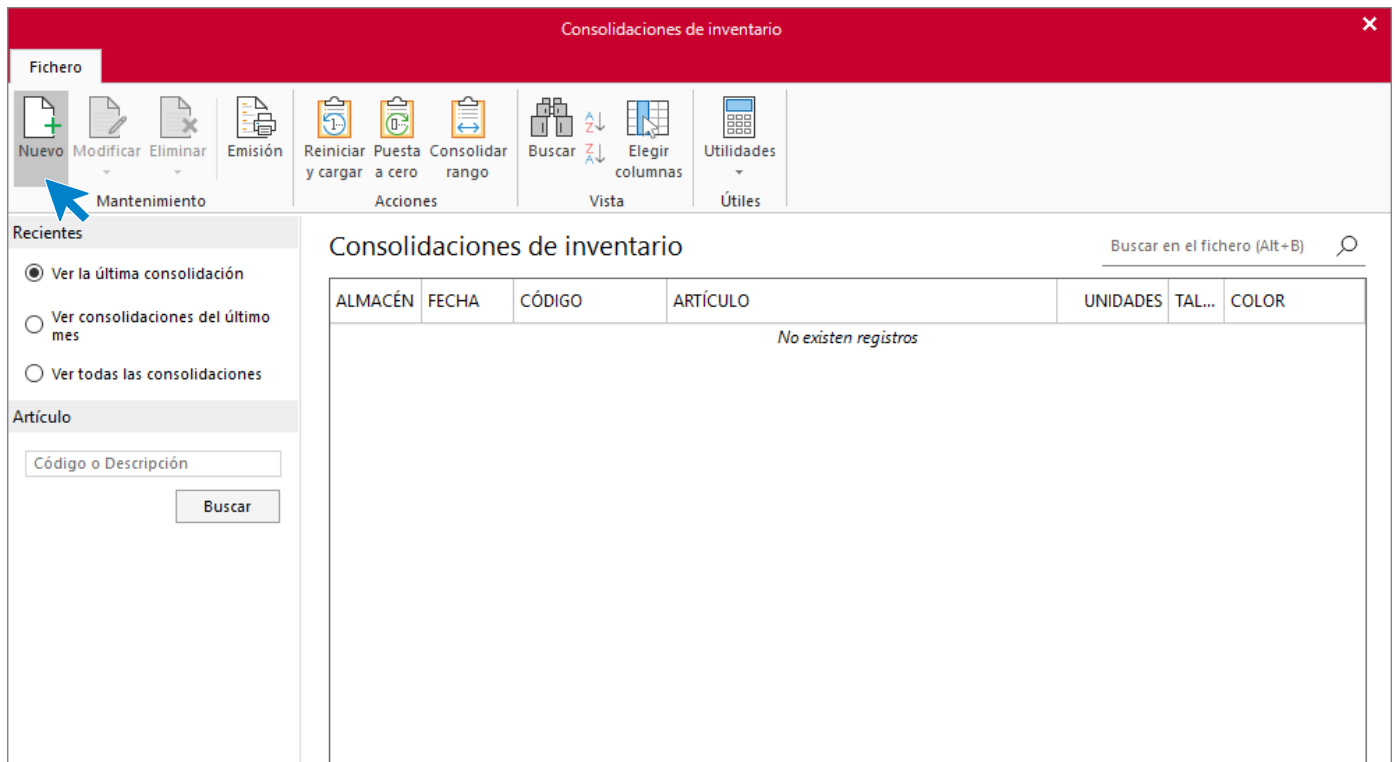 Consolidaciones de inventario
Fichero
Nuevo
Modificar
Eliminar
Emisión
Mantenimiento
Reiniciar
y cargar
Puesta
a cero
Consolidar
rango
Acciones
Buscar
Elegir
columnas
Vista
Utilidades
Útiles
Recientes
Ver la última consolidación
Ver consolidaciones del último
mes
Ver todas las consolidaciones
Artículo
Código o Descripción
Buscar
Consolidaciones de inventario
Buscar en el fichero (Alt+B)
ALMACÉN FECHA CÓDIGO ARTÍCULO UNIDADES TAL... COLOR
No existen registros